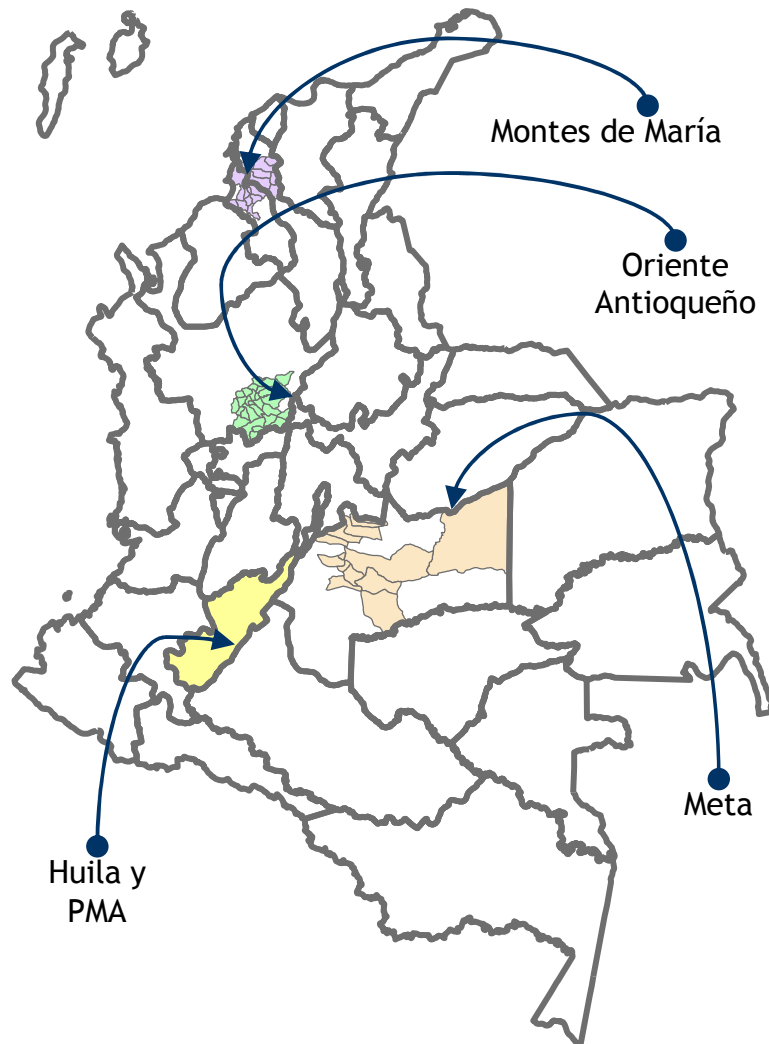 Montes de María
Oriente
Antioqueño
Meta
Huila y
PMA